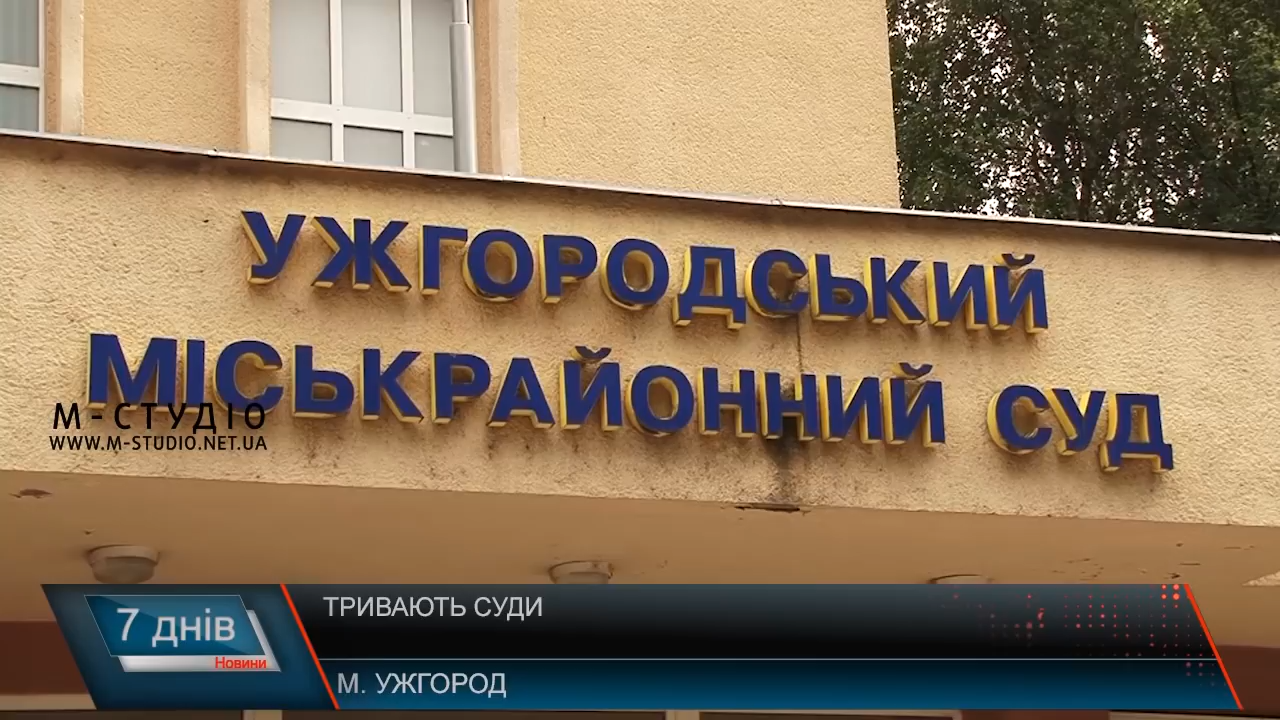 УЖГОРОДСЬКИЙ
МІСЬКРАЙОННИЙ СУД
М-СТУДІО
WWW.M-STUDIO.NET.UA
7 днів
Новини
ТРИВАЮТЬ СУДИ
М. УЖГОРОД